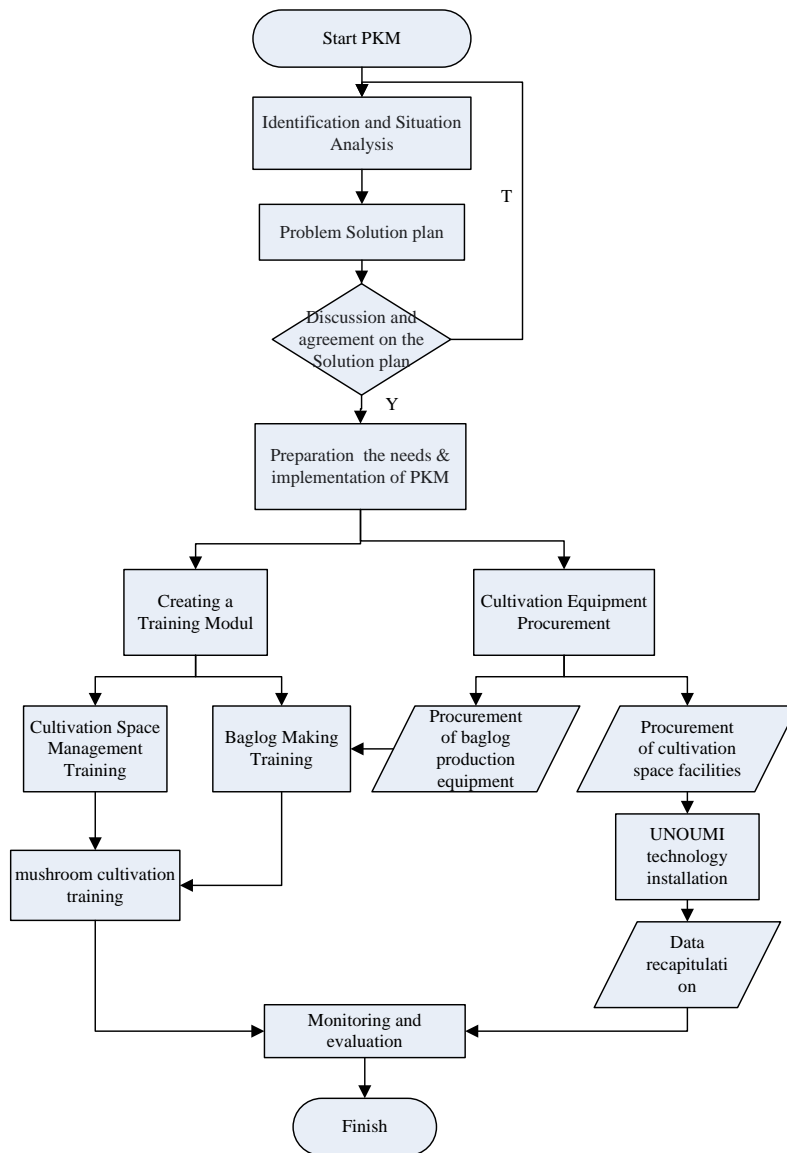 Start PKM
Identification and Situation
Analysis
T
Problem Solution plan
Discussion and
agreement on the
Solution plan
Y
Preparation the needs &
implementation of PKM
Creating a
Training Modul
Cultivation Equipment
Procurement
Cultivation Space
Management
Training
Baglog Making
Training
Procurement
of baglog
production
equipment
Procurement
of cultivation
space facilities
UNOUMI
technology
installation
mushroom cultivation
training
Data
recapitulati
on
Monitoring and
evaluation
Finish